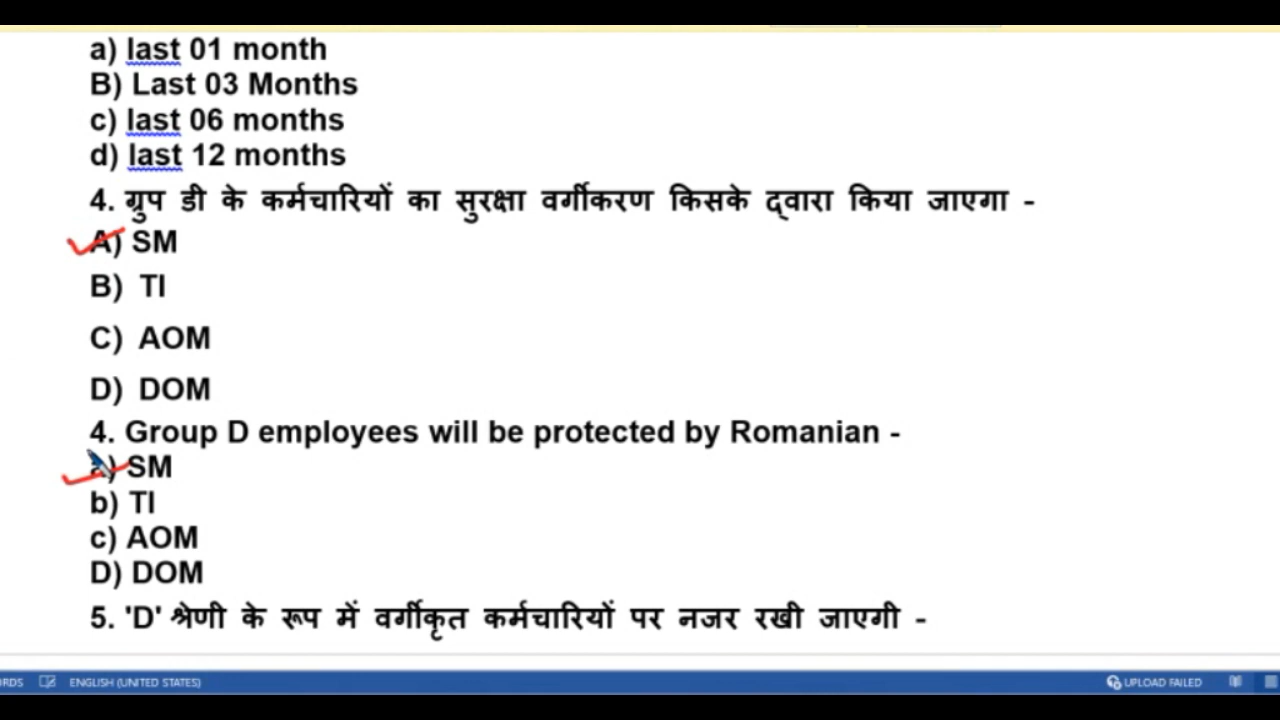 a) last 01 month
B) Last 03 Months
c) last 06 months
d) last 12 months
4. ग्रुप डी के कर्मचारियों का सुरक्षा वर्गीकरण किसके द्वारा किया जाएगा -
A) SM
B) TI
C) AOM
D) DOM
4. Group D employees will be protected by Romanian -
a) SM
b) TI
c) AOM
D) DOM
5. 'D' श्रेणी के रूप में वर्गीकृत कर्मचारियों पर नजर रखी जाएगी -
RDS ENGLISH (UNITED STATES) UPLOAD FAILED